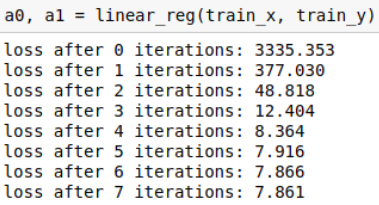 a0, a1 = linear_reg(train_x, train_y)
loss after 0 iterations: 3335.353
loss after 1 iterations: 377.030
loss after 2 iterations: 48.818
loss after 3 iterations: 12.404
loss after 4 iterations: 8.364
loss after 5 iterations: 7.916
loss after 6 iterations: 7.866
loss after 7 iterations: 7.861